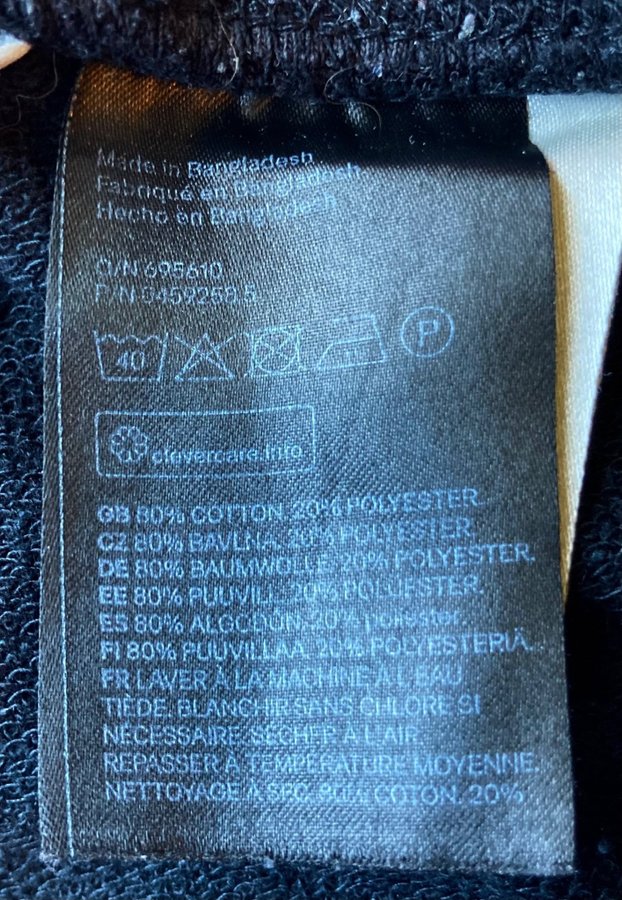 Made in Bangladesh
Fabriqué en Bangladesh
Hecho en Bangladesh
O/N 695610
P/N 0459258.5
40
P
clevercare.info
GB 80% COTTON. 20% POLYESTER.
CZ 80% BAVLNA. 20% POLYESTER.
DE 80% BAUMWOLLE. 20% POLYESTER.
EE 80% PUUVILL. 20% POLÜESTER.
ES 80% ALGODÓN. 20% poliéster.
FI 80% PUUVILLAA. 20% POLYESTERIÄ.
FR LAVER À LA MACHINE À L'EAU
TIÈDE. BLANCHIR SANS CHLORE SI
NÉCESSAIRE. SÉCHER À L'AIR.
REPASSER À TEMPÉRATURE MOYENNE.
NETTOYAGE À SEC. 80% COTON. 20%